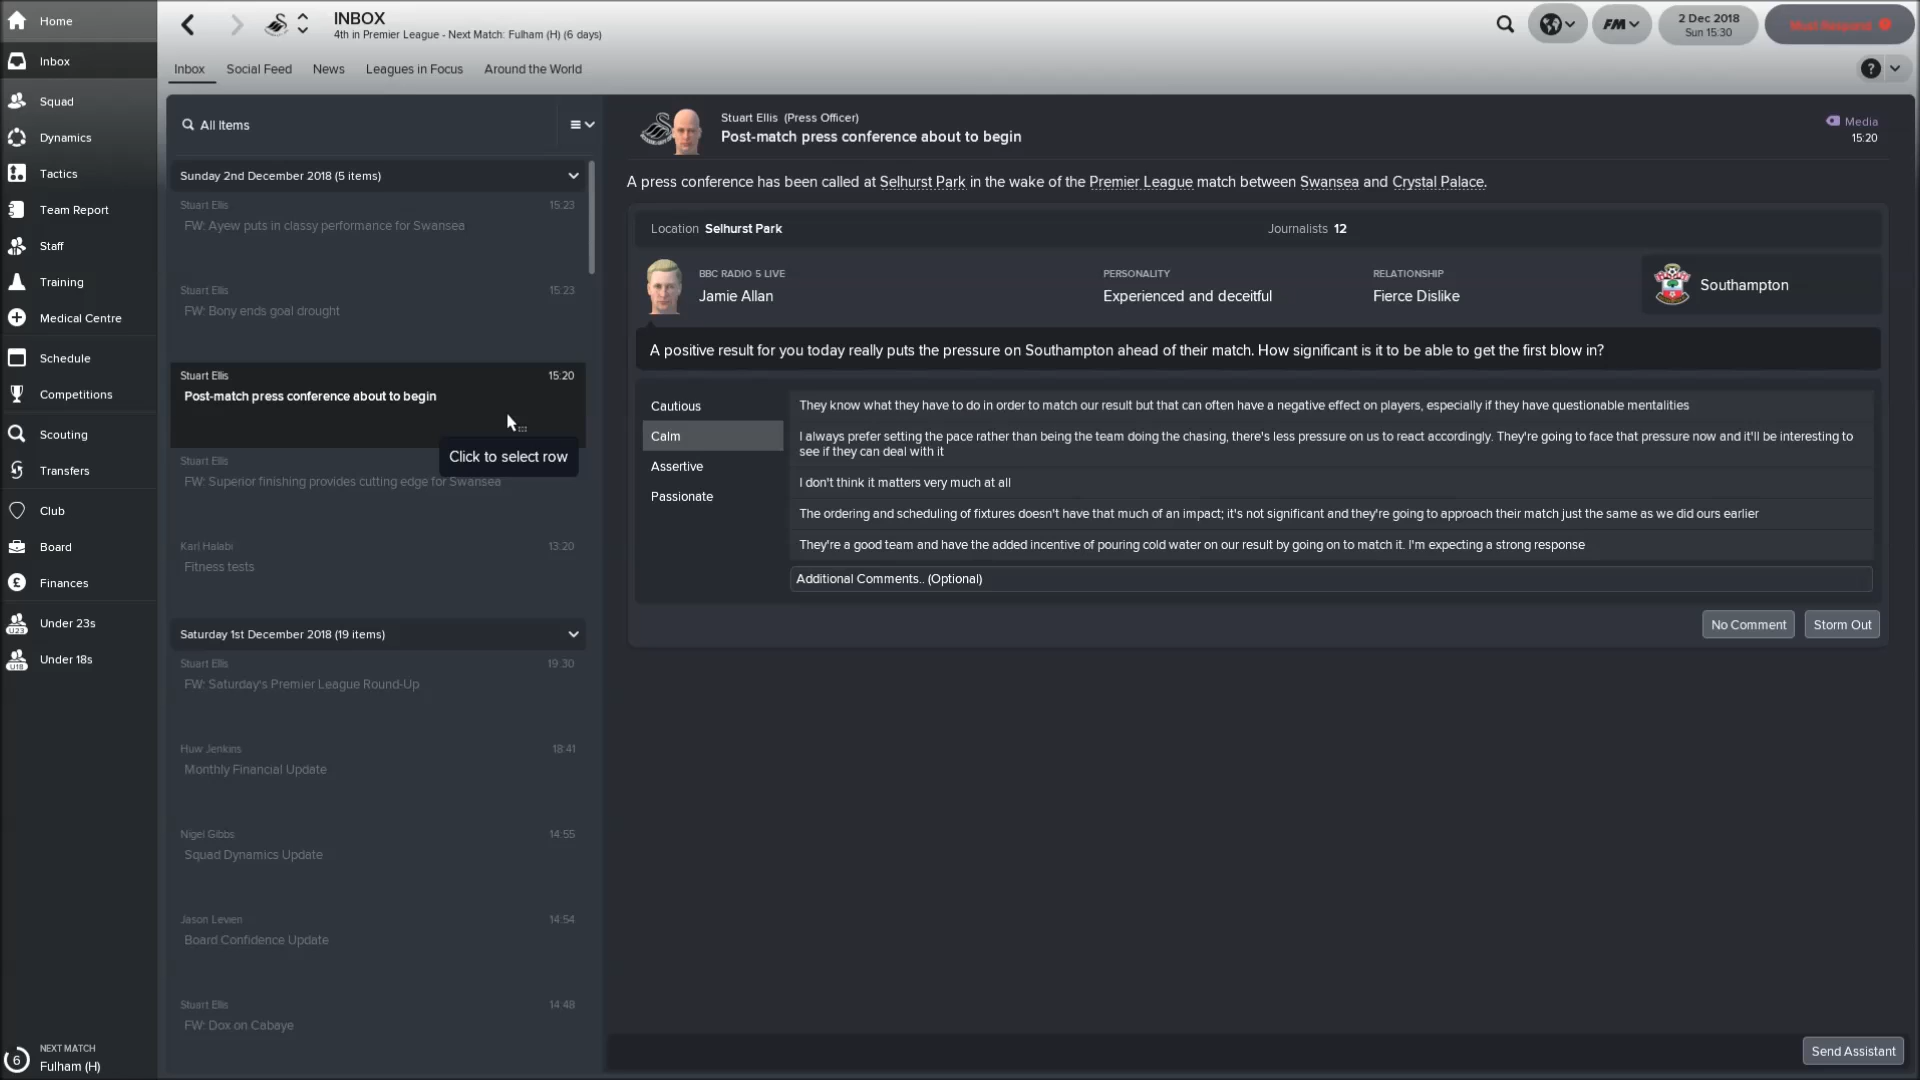 Home
Inbox
Squad
Dynamics
Tactics
Team Report
Staff
Training
Medical Centre
Schedule
Competitions
Scouting
Transfers
Club
Board
Finances
U23
Under 23s
U18
Under 18s
6
NEXT MATCH
Fulham (H)
INBOX
4th in Premier League - Next Match: Fulham (H) (6 days)
FM
2 Dec 2018
Sun 15:30
Must Respond
Inbox
Social Feed
News
Leagues in Focus
Around the World
?
All Items
Sunday 2nd December 2018 (5 items)
Stuart Ellis 15:23
FW: Ayew puts in classy performance for Swansea
Stuart Ellis 15:23
FW: Bony ends goal drought
Stuart Ellis 15:20
Post-match press conference about to begin
Click to select row
Stuart Ellis
FW: Superior finishing provides cutting edge for Swansea
Karl Halabi 13:20
Fitness tests
Saturday 1st December 2018 (19 items)
Stuart Ellis 19:30
FW: Saturday's Premier League Round-Up
Huw Jenkins 18:41
Monthly Financial Update
Nigel Gibbs 14:55
Squad Dynamics Update
Jason Levien 14:54
Board Confidence Update
Stuart Ellis 14:48
FW: Dox on Cabaye
Stuart Ellis (Press Officer)
Post-match press conference about to begin
Media
15:20
A press conference has been called at Selhurst Park in the wake of the Premier League match between Swansea and Crystal Palace.
Location Selhurst Park
Journalists 12
BBC RADIO 5 LIVE
Jamie Allan
PERSONALITY
Experienced and deceitful
RELATIONSHIP
Fierce Dislike
Southampton
A positive result for you today really puts the pressure on Southampton ahead of their match. How significant is it to be able to get the first blow in?
Cautious
Calm
Assertive
Passionate
They know what they have to do in order to match our result but that can often have a negative effect on players, especially if they have questionable mentalities
I always prefer setting the pace rather than being the team doing the chasing, there's less pressure on us to react accordingly. They're going to face that pressure now and it'll be interesting to
see if they can deal with it
I don't think it matters very much at all
The ordering and scheduling of fixtures doesn't have that much of an impact; it's not significant and they're going to approach their match just the same as we did ours earlier
They're a good team and have the added incentive of pouring cold water on our result by going on to match it. I'm expecting a strong response
Additional Comments.. (Optional)
No Comment
Storm Out
Send Assistant